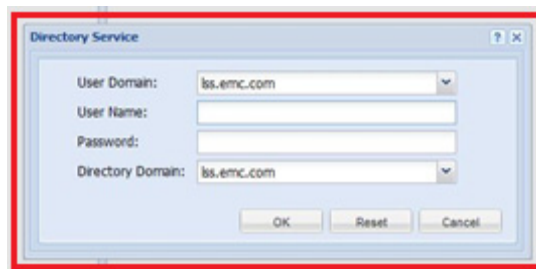 Directory Service ? X
User Domain: lss.emc.com
User Name:
Password:
Directory Domain: lss.emc.com
OK Reset Cancel